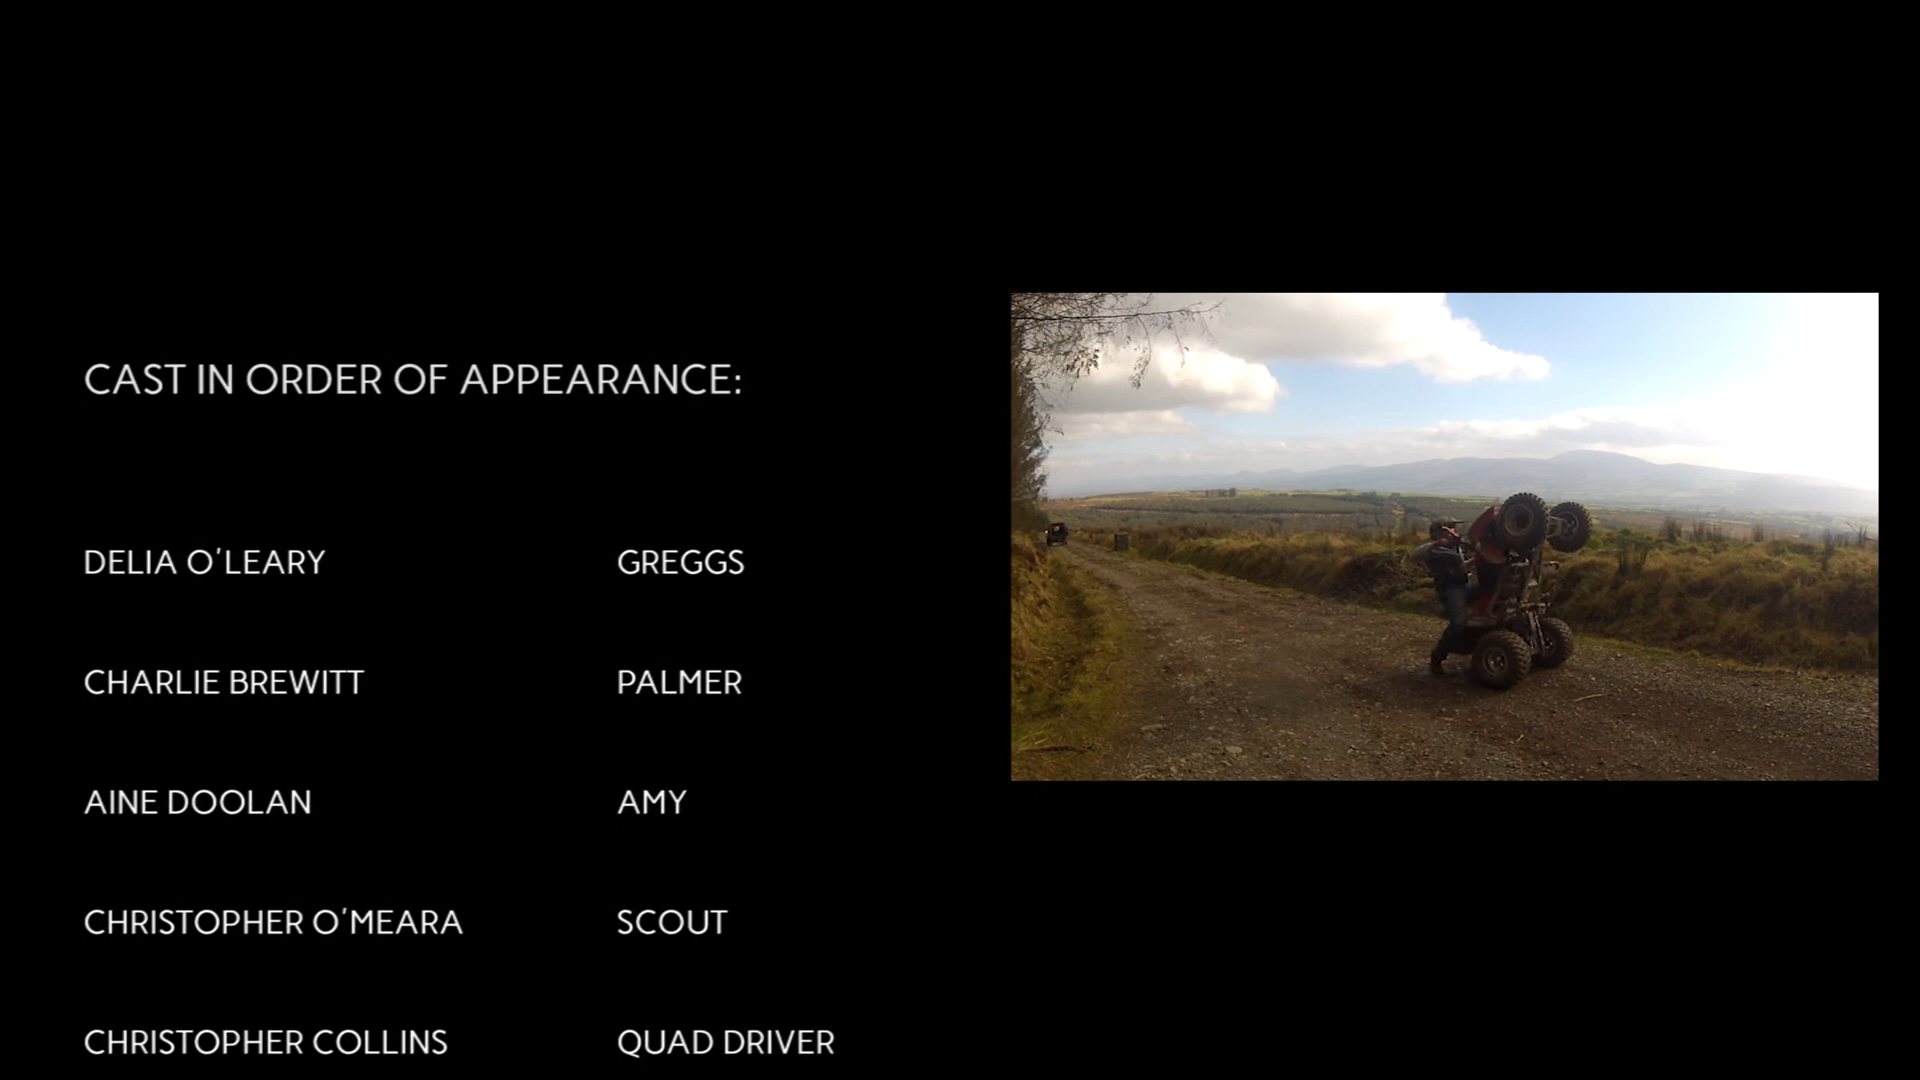 CAST IN ORDER OF APPEARANCE:
DELIA O'LEARY GREGGS
CHARLIE BREWITT PALMER
AINE DOOLAN AMY
CHRISTOPHER O'MEARA SCOUT
CHRISTOPHER COLLINS QUAD DRIVER